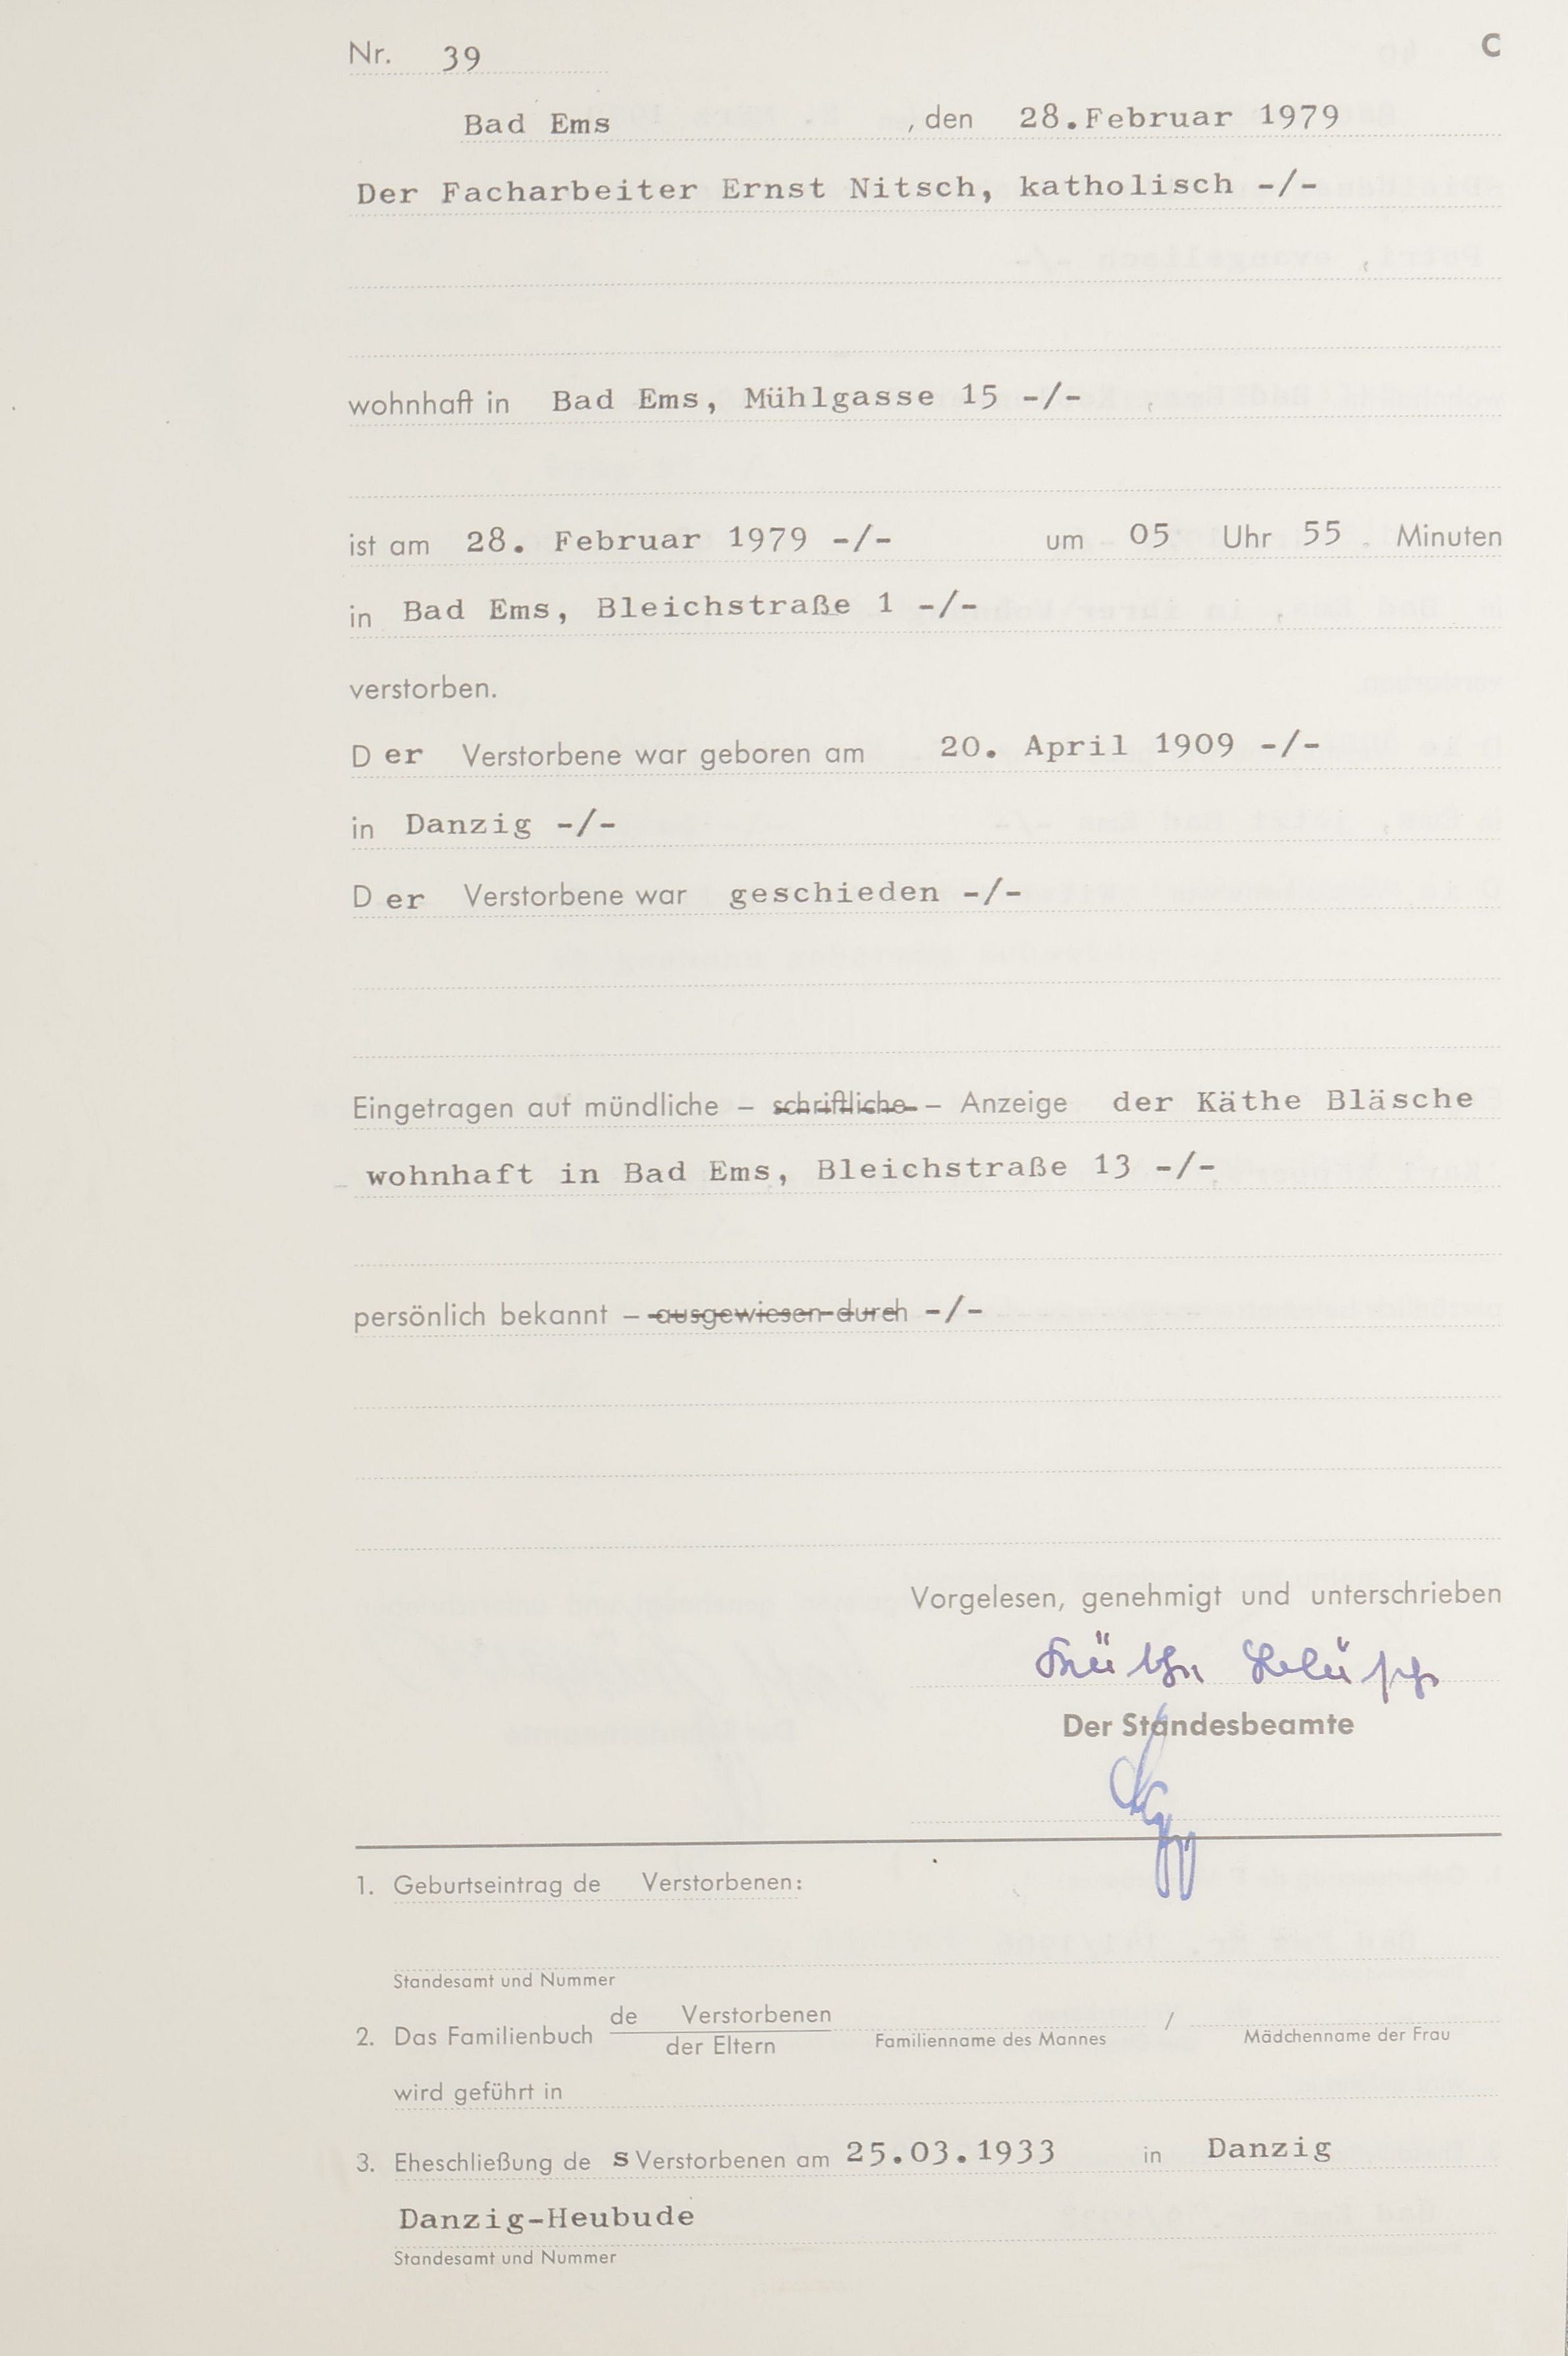 Nr. 39 C
Bad Ems , den 28.Februar 1979
Der Facharbeiter Ernst Nitsch, katholisch -/-
wohnhaft in Bad Ems, Mühlgasse 15 -/-
ist am 28. Februar 1979 -/- um 05 Uhr 55 Minuten
in Bad Ems, Bleichstraße 1 -/-
verstorben.
Der Verstorbene war geboren am 20. April 1909 -/-
in Danzig -/-
Der Verstorbene war geschieden -/-
Eingetragen auf mündliche – schriftliche – Anzeige der Käthe Bläsche
wohnhaft in Bad Ems, Bleichstraße 13 -/-
persönlich bekannt – ausgewiesen durch -/-
Vorgelesen, genehmigt und unterschrieben
Käthe Bläsche
Der Standesbeamte
1. Geburtseintrag de Verstorbenen:
Standesamt und Nummer
2. Das Familienbuch de Verstorbenen / der Eltern Familienname des Mannes / Mädchenname der Frau
wird geführt in
3. Eheschließung des Verstorbenen am 25.03.1933 in Danzig
Danzig-Heubude
Standesamt und Nummer